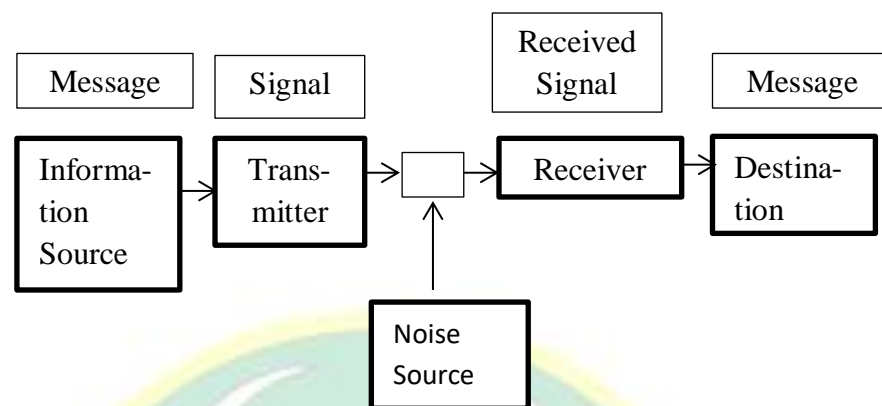 Message
Signal
Received
Signal
Message
Informa-
tion
Source
Trans-
mitter
Receiver
Destina-
tion
Noise
Source